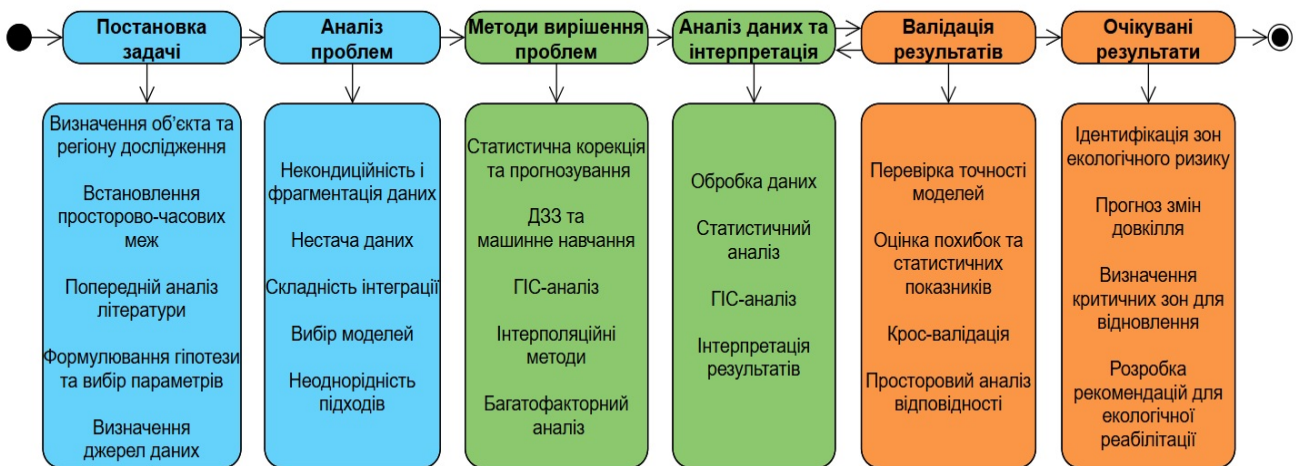 Постановка
задачі
Аналіз
проблем
Методи вирішення
проблем
Аналіз даних та
інтерпретація
Валідація
результатів
Очікувані
результати
Визначення об’єкта та
регіону дослідження
Встановлення
просторово-часових
меж
Попередній аналіз
літератури
Формулювання гіпотези
та вибір параметрів
Визначення
джерел даних
Некондиційність і
фрагментація даних
Нестача даних
Складність інтеграції
Вибір моделей
Неоднорідність
підходів
Статистична корекція
та прогнозування
ДЗЗ та
машинне навчання
ГІС-аналіз
Інтерполяційні
методи
Багатофакторний
аналіз
Обробка даних
Статистичний
аналіз
ГІС-аналіз
Інтерпретація
результатів
Перевірка точності
моделей
Оцінка похибок та
статистичних
показників
Крос-валідація
Просторовий аналіз
відповідності
Ідентифікація зон
екологічного ризику
Прогноз змін
довкілля
Визначення
критичних зон для
відновлення
Розробка
рекомендацій для
екологічної
реабілітації